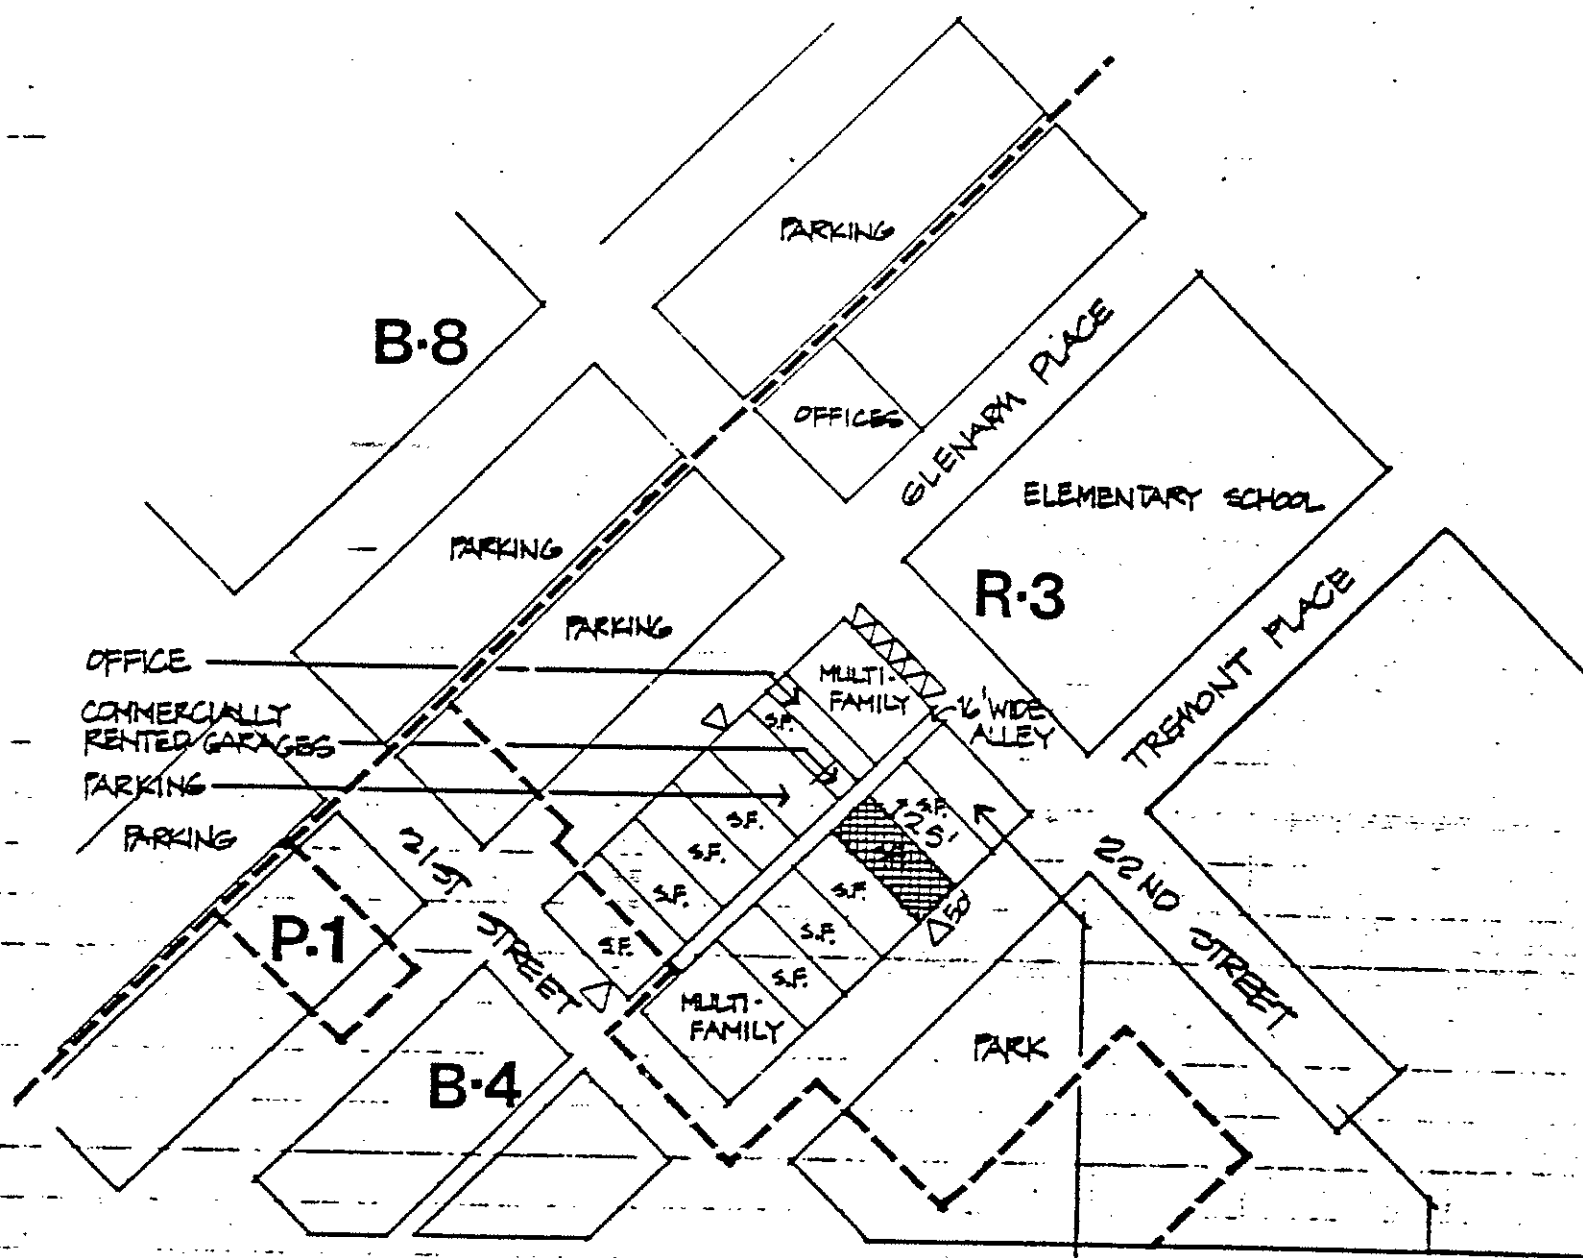 PARKING
B·8
GLENARM PLACE
OFFICES
ELEMENTARY SCHOOL
PARKING
R·3
TREMONT PLACE
PARKING
OFFICE
MULTI-
FAMILY
COMMERCIALLY
RENTED GARAGES
S.F.
16' WIDE
ALLEY
PARKING
PARKING
S.F.
S.F.
125'
21ST STREET
S.F.
S.F.
S.F.
22ND STREET
P·1
S.F.
S.F.
50'
S.F.
MULTI-
FAMILY
PARK
B·4